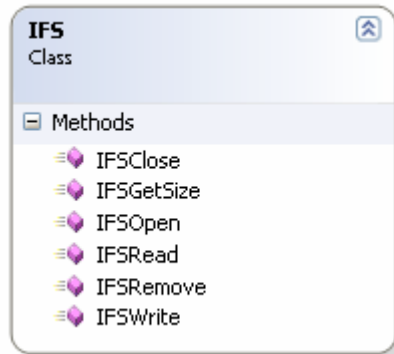 IFS
Class
Methods
IFSClose
IFSGetSize
IFSOpen
IFSRead
IFSRemove
IFSWrite